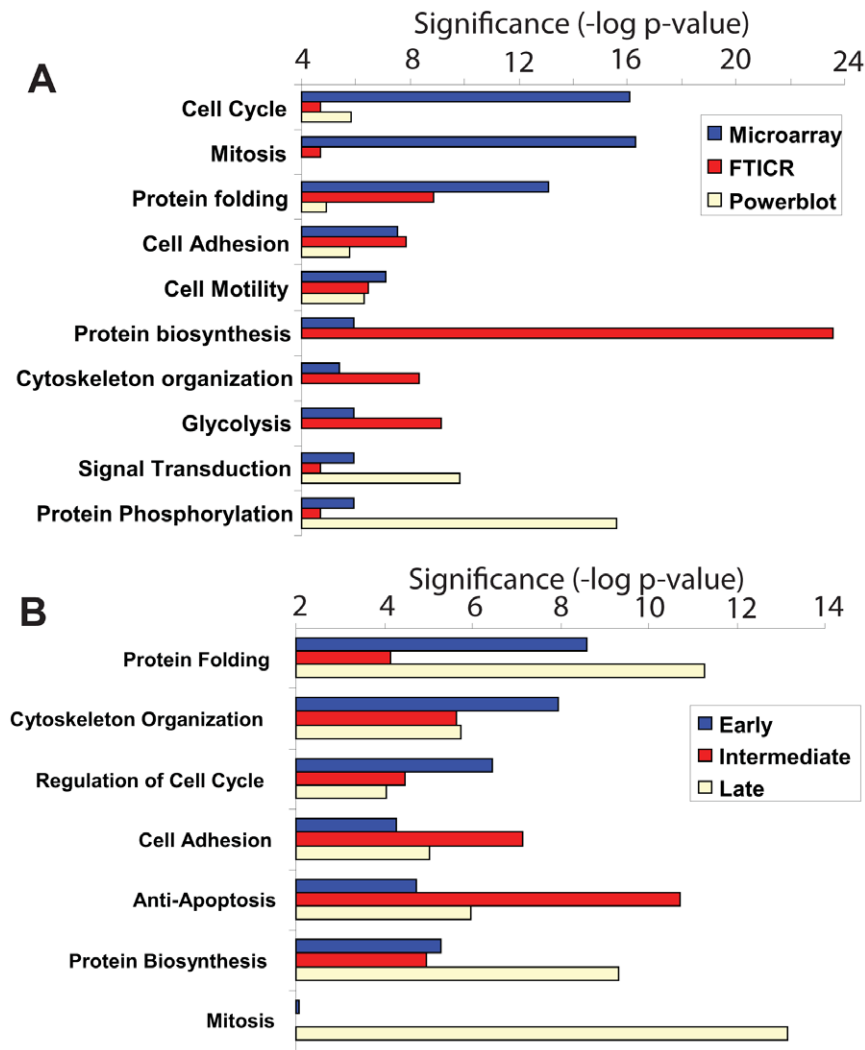 Significance (-log p-value)
4 8 12 16 20 24
A
Cell Cycle
Mitosis
Protein folding
Cell Adhesion
Cell Motility
Protein biosynthesis
Cytoskeleton organization
Glycolysis
Signal Transduction
Protein Phosphorylation
Microarray
FTICR
Powerblot
Significance (-log p-value)
2 4 6 8 10 12 14
B
Protein Folding
Cytoskeleton Organization
Regulation of Cell Cycle
Cell Adhesion
Anti-Apoptosis
Protein Biosynthesis
Mitosis
Early
Intermediate
Late